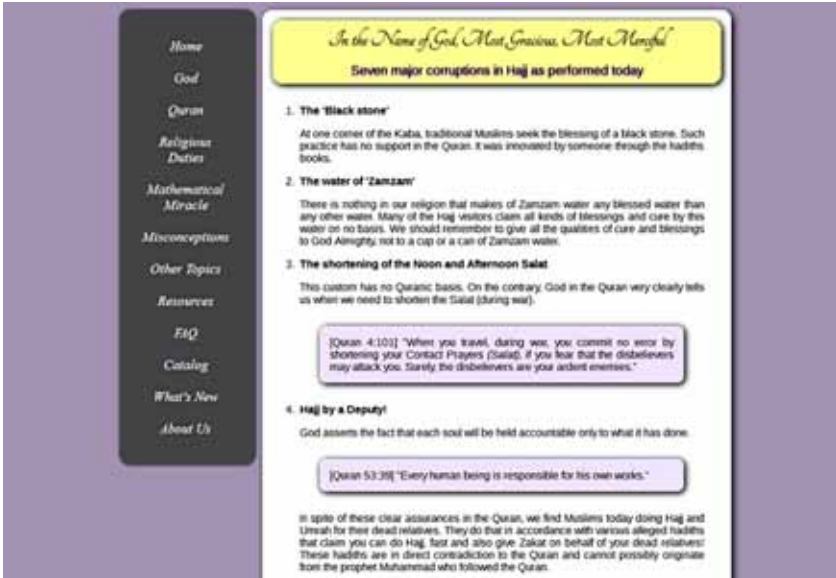 Home
God
Quran
Religious
Duties
Mathematical
Miracle
Misconceptions
Other Topics
Resources
FAQ
Catalog
What's New
About Us
In the Name of God, Most Gracious, Most Merciful
Seven major corruptions in Hajj as performed today
1. The 'Black stone'
At one corner of the Kaba, traditional Muslims seek the blessing of a black stone. Such
practice has no support in the Quran. It was innovated by someone through the hadiths
books.
2. The water of 'Zamzam'
There is nothing in our religion that makes of Zamzam water any blessed water than
any other water. Many of the Hajj visitors claim all kinds of blessings and cure by this
water on no basis. We should remember to give all the qualities of cure and blessings
to God Almighty, not to a cup or a can of Zamzam water.
3. The shortening of the Noon and Afternoon Salat
This custom has no Quranic basis. On the contrary, God in the Quran very clearly tells
us when we need to shorten the Salat (during war).
[Quran 4:101] "When you travel, during war, you commit no error by
shortening your Contact Prayers (Salat), if you fear that the disbelievers
may attack you. Surely, the disbelievers are your ardent enemies."
4. Hajj by a Deputy!
God asserts the fact that each soul will be held accountable only to what it has done.
[Quran 53:39] "Every human being is responsible for his own works."
In spite of these clear assurances in the Quran, we find Muslims today doing Hajj and
Umrah for their dead relatives. They do that in accordance with various alleged hadiths
that claim you can do Hajj, fast and also give Zakat on behalf of your dead relatives!
These hadiths are in direct contradiction to the Quran and cannot possibly originate
from the prophet Muhammad who followed the Quran.